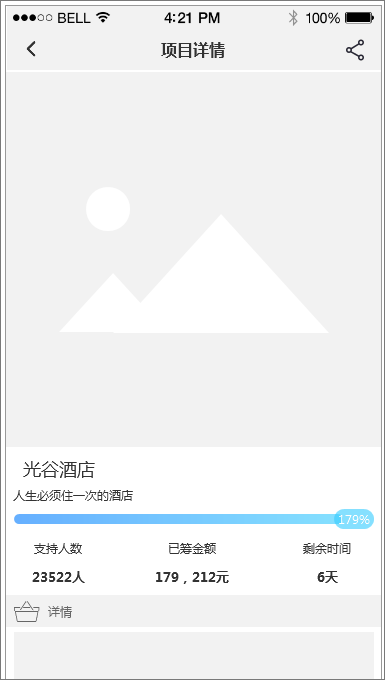 BELL 4:21 PM 100%
项目详情
光谷酒店
人生必须住一次的酒店
179%
支持人数 已筹金额 剩余时间
23522人 179，212元 6天
详情